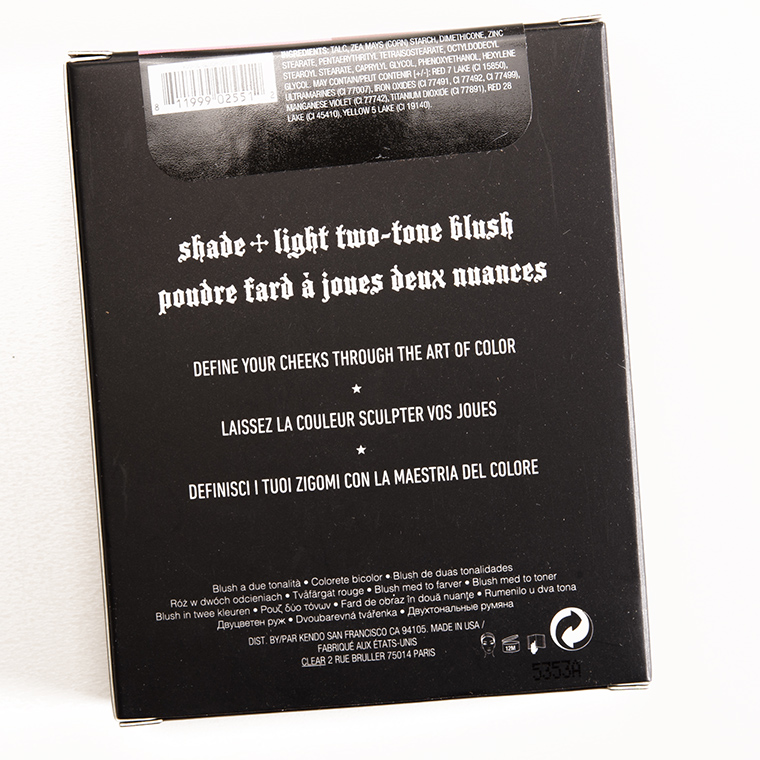 INGREDIENTS: TALC, ZEA MAYS (CORN) STARCH, DIMETHICONE, ZINC
STEARATE, PENTAERYTHRITYL TETRAISOSTEARATE, OCTYLDODECYL
STEAROYL STEARATE, CAPRYLYL GLYCOL, PHENOXYETHANOL, HEXYLENE
GLYCOL. MAY CONTAIN/PEUT CONTENIR (+/-): RED 7 LAKE (CI 15850),
ULTRAMARINES (CI 77007), IRON OXIDES (CI 77491, CI 77492, CI 77499),
MANGANESE VIOLET (CI 77742), TITANIUM DIOXIDE (CI 77891), RED 28
LAKE (CI 45410), YELLOW 5 LAKE (CI 19140).
8 11999 02551 2
shade + light two-tone blush
poudre fard à joues deux nuances
DEFINE YOUR CHEEKS THROUGH THE ART OF COLOR
LAISSEZ LA COULEUR SCULPTER VOS JOUES
DEFINISCI I TUOI ZIGOMI CON LA MAESTRIA DEL COLORE
Blush a due tonalità • Colorete bicolor • Blush de duas tonalidades
Róż w dwóch odcieniach • Tvåfärgat rouge • Blush med to farver • Blush med to toner
Blush in twee kleuren • Ρουζ δύο τόνων • Fard de obraz în două nuanţe • Rumenilo u dva tona
Двуцветен руж • Dvoubarevná tvářenka • Двухтональные румяна
DIST. BY/PAR KENDO SAN FRANCISCO CA 94105. MADE IN USA /
FABRIQUÉ AUX ÉTATS-UNIS
CLEAR 2 RUE BRULLER 75014 PARIS
12M
5353A